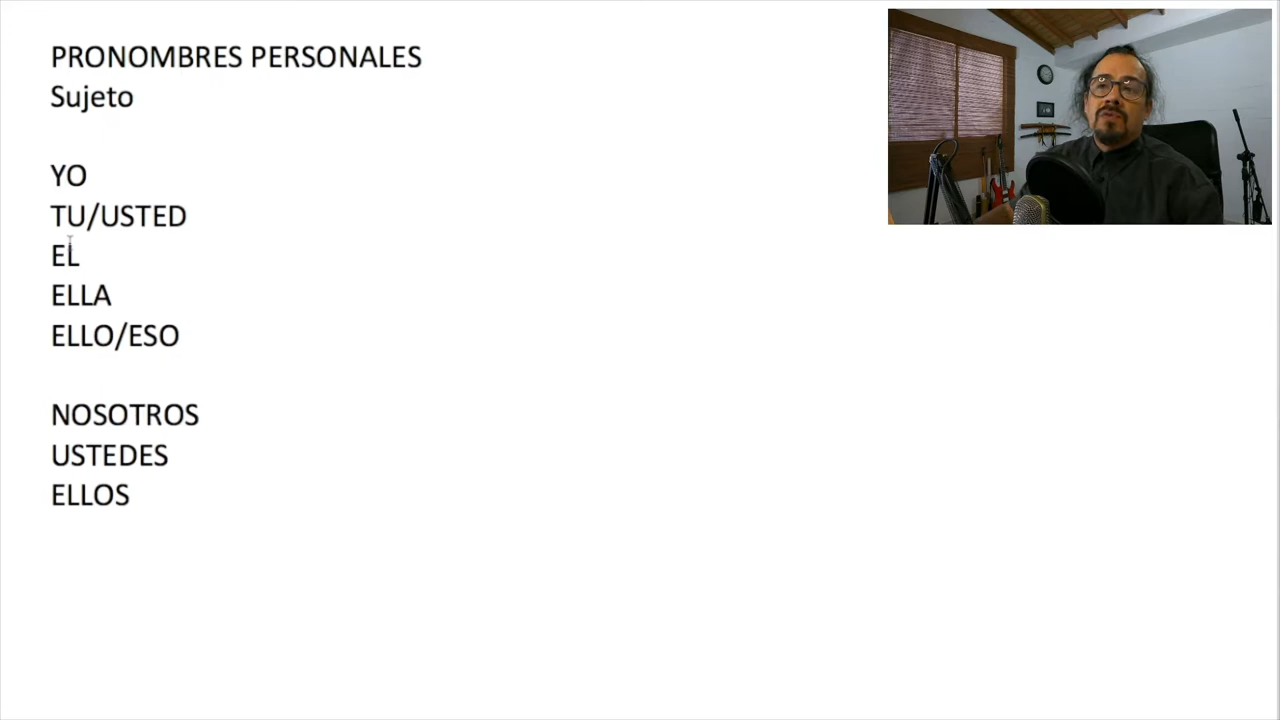 PRONOMBRES PERSONALES
Sujeto
YO
TU/USTED
EL
ELLA
ELLO/ESO
NOSOTROS
USTEDES
ELLOS